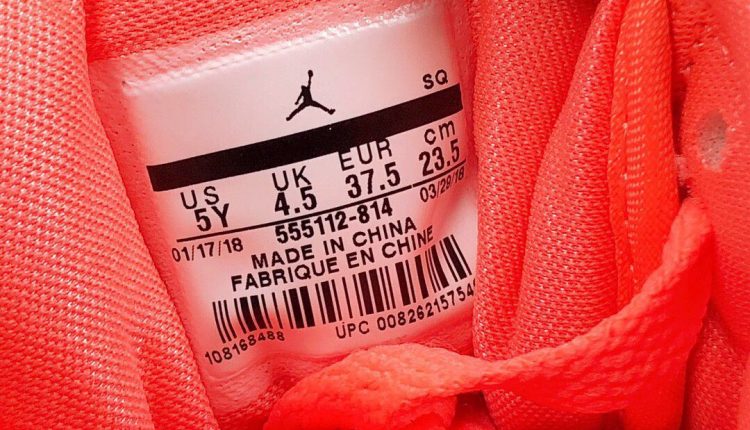 SQ
US UK EUR cm
5Y 4.5 37.5 23.5
01/17/18 555112-814 03/29/18
MADE IN CHINA
FABRIQUE EN CHINE
108168488 UPC 00826215754